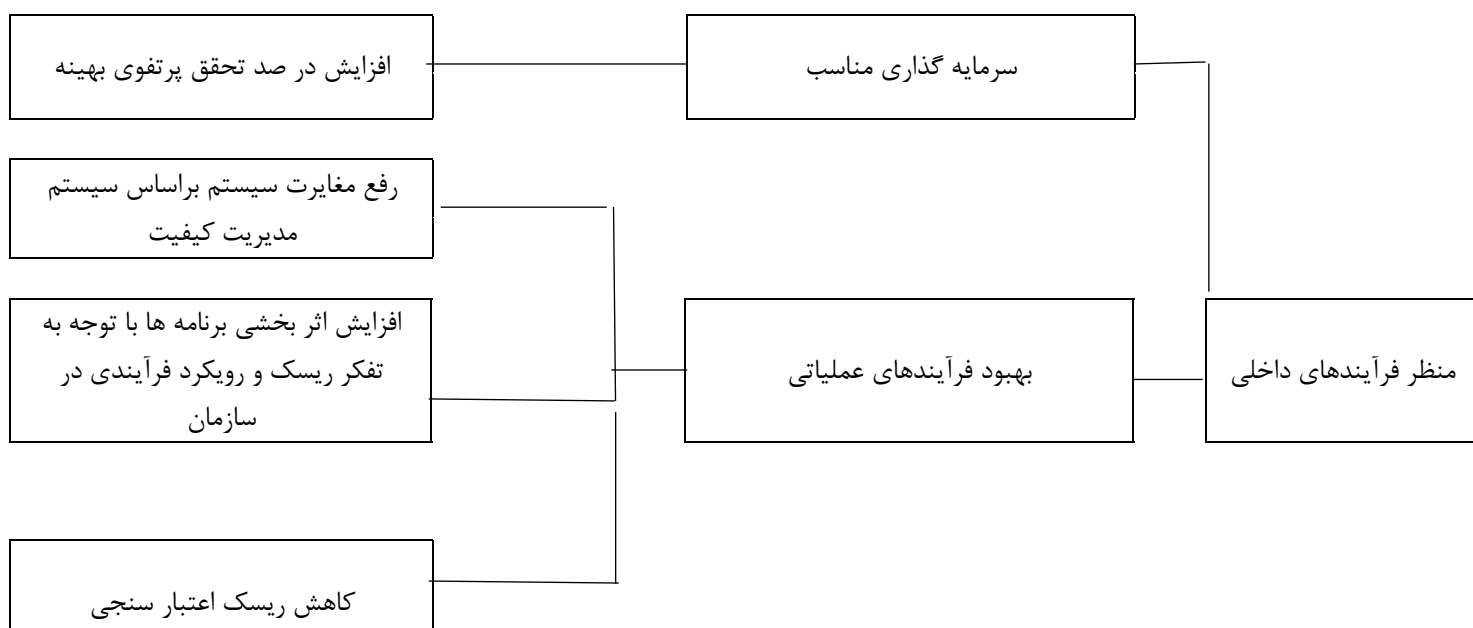 سرمایه گذاری مناسب
افزایش در صد تحقق پرتفوی بهینه
رفع مغایرت سیستم براساس سیستم
مدیریت کیفیت
منظر فرآیندهای داخلی
بهبود فرآیندهای عملیاتی
افزایش اثر بخشی برنامه ها با توجه به
تفکر ریسک و رویکرد فرآیندی در
سازمان
کاهش ریسک اعتبار سنجی